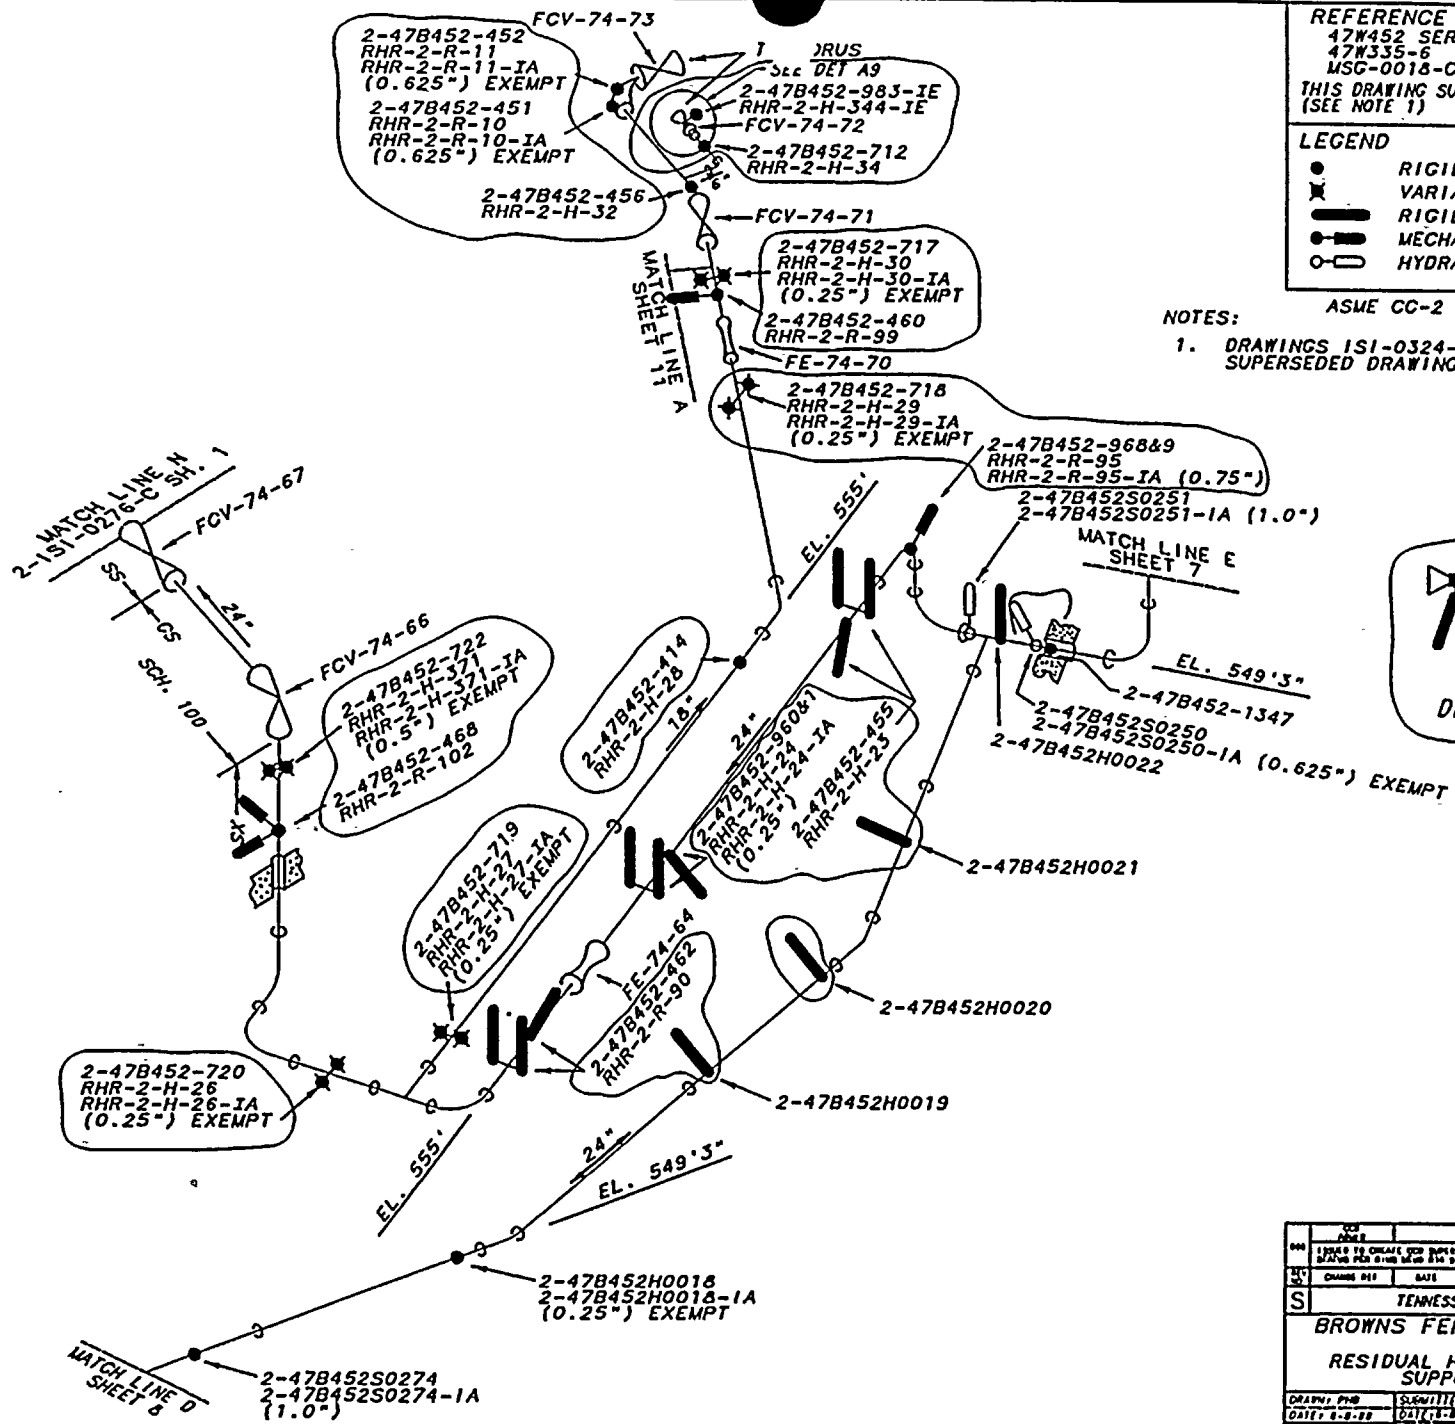 FCV-74-73
2-47B452-452
RHR-2-R-11
RHR-2-R-11-IA
(0.625") EXEMPT
2-47B452-451
RHR-2-R-10
RHR-2-R-10-IA
(0.625") EXEMPT
2-47B452-456
RHR-2-H-32
SEE DET A9
2-47B452-983-IE
RHR-2-H-344-IE
FCV-74-72
2-47B452-712
RHR-2-H-34
FCV-74-71
2-47B452-717
RHR-2-H-30
RHR-2-H-30-IA
(0.25") EXEMPT
2-47B452-460
RHR-2-R-99
MATCH LINE A
SHEET 11
FE-74-70
2-47B452-718
RHR-2-H-29
RHR-2-H-29-IA
(0.25") EXEMPT
2-47B452-968&9
RHR-2-R-95
RHR-2-R-95-IA (0.75")
2-47B452S0251
2-47B452S0251-IA (1.0")
MATCH LINE E
SHEET 7
EL. 555'
EL. 549'3"
2-47B452-1347
2-47B452S0250
2-47B452S0250-IA (0.625") EXEMPT
2-47B452H0022
REFERENCE
47W452 SER
47W335-6
MSG-0018-C
THIS DRAWING SU
(SEE NOTE 1)
LEGEND
RIGI
VARIA
RIGI
MECHA
HYDRA
ASME CC-2
NOTES:
1. DRAWINGS ISI-0324-
SUPERSEDED DRAWING
MATCH LINE N
2-ISI-0276-C SH. 1
FCV-74-67
SS
CS
24"
SCH. 100
FCV-74-66
2-47B452-722
RHR-2-H-371
RHR-2-H-371-IA
(0.5") EXEMPT
2-47B452-468
RHR-2-R-102
2-47B452-414
RHR-2-H-28
18"
24"
2-47B452-960&1
RHR-2-H-24
RHR-2-H-24-IA
(0.25")
2-47B452-455
RHR-2-H-23
2-47B452H0021
2-47B452-719
RHR-2-H-27
RHR-2-H-27-IA
(0.25") EXEMPT
FE-74-64
2-47B452-462
RHR-2-R-90
2-47B452H0020
2-47B452H0019
2-47B452-720
RHR-2-H-26
RHR-2-H-26-IA
(0.25") EXEMPT
EL. 555'
24"
EL. 549'3"
2-47B452H0018
2-47B452H0018-IA
(0.25") EXEMPT
MATCH LINE D
SHEET 8
2-47B452S0274
2-47B452S0274-IA
(1.0")
CHANGE REF DATE
S TENNESS
BROWNS FE
RESIDUAL H
SUPP